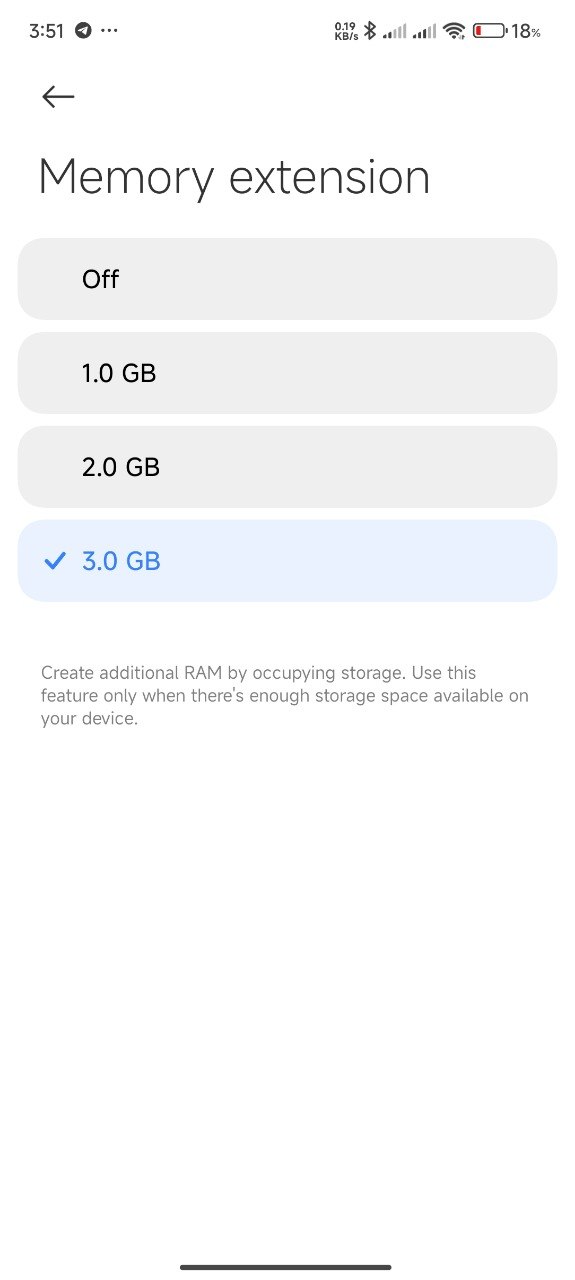 3:51 ... 0.19 KB/s 18%
Memory extension
Off
1.0 GB
2.0 GB
3.0 GB
Create additional RAM by occupying storage. Use this
feature only when there's enough storage space available on
your device.